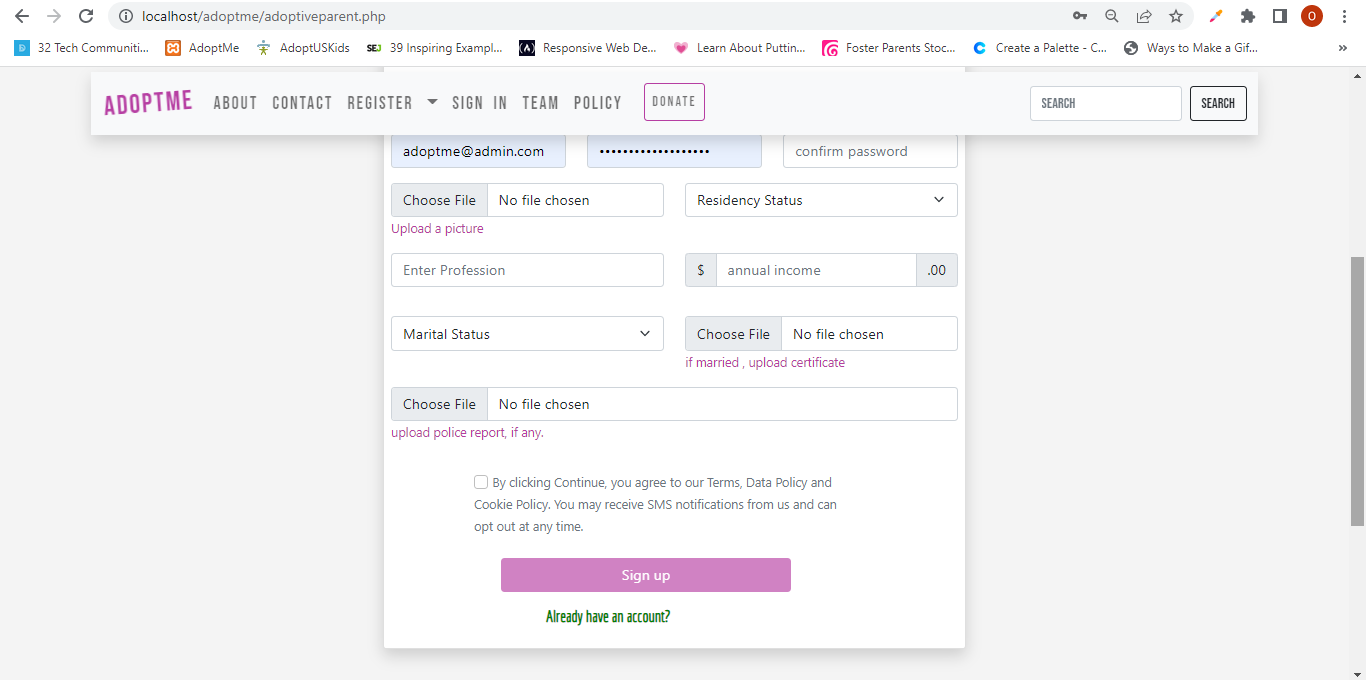 localhost/adoptme/adoptiveparent.php
O
32 Tech Communiti...
AdoptMe
AdoptUSKids
SEJ 39 Inspiring Exampl...
Responsive Web De...
Learn About Puttin...
Foster Parents Stoc...
Create a Palette - C...
Ways to Make a Gif...
»
ADOPTME ABOUT CONTACT REGISTER SIGN IN TEAM POLICY DONATE SEARCH SEARCH
adoptme@admin.com ••••••••••••••••••• confirm password
Choose File No file chosen Residency Status
Upload a picture
Enter Profession $ annual income .00
Marital Status Choose File No file chosen
if married , upload certificate
Choose File No file chosen
upload police report, if any.
By clicking Continue, you agree to our Terms, Data Policy and
Cookie Policy. You may receive SMS notifications from us and can
opt out at any time.
Sign up
Already have an account?